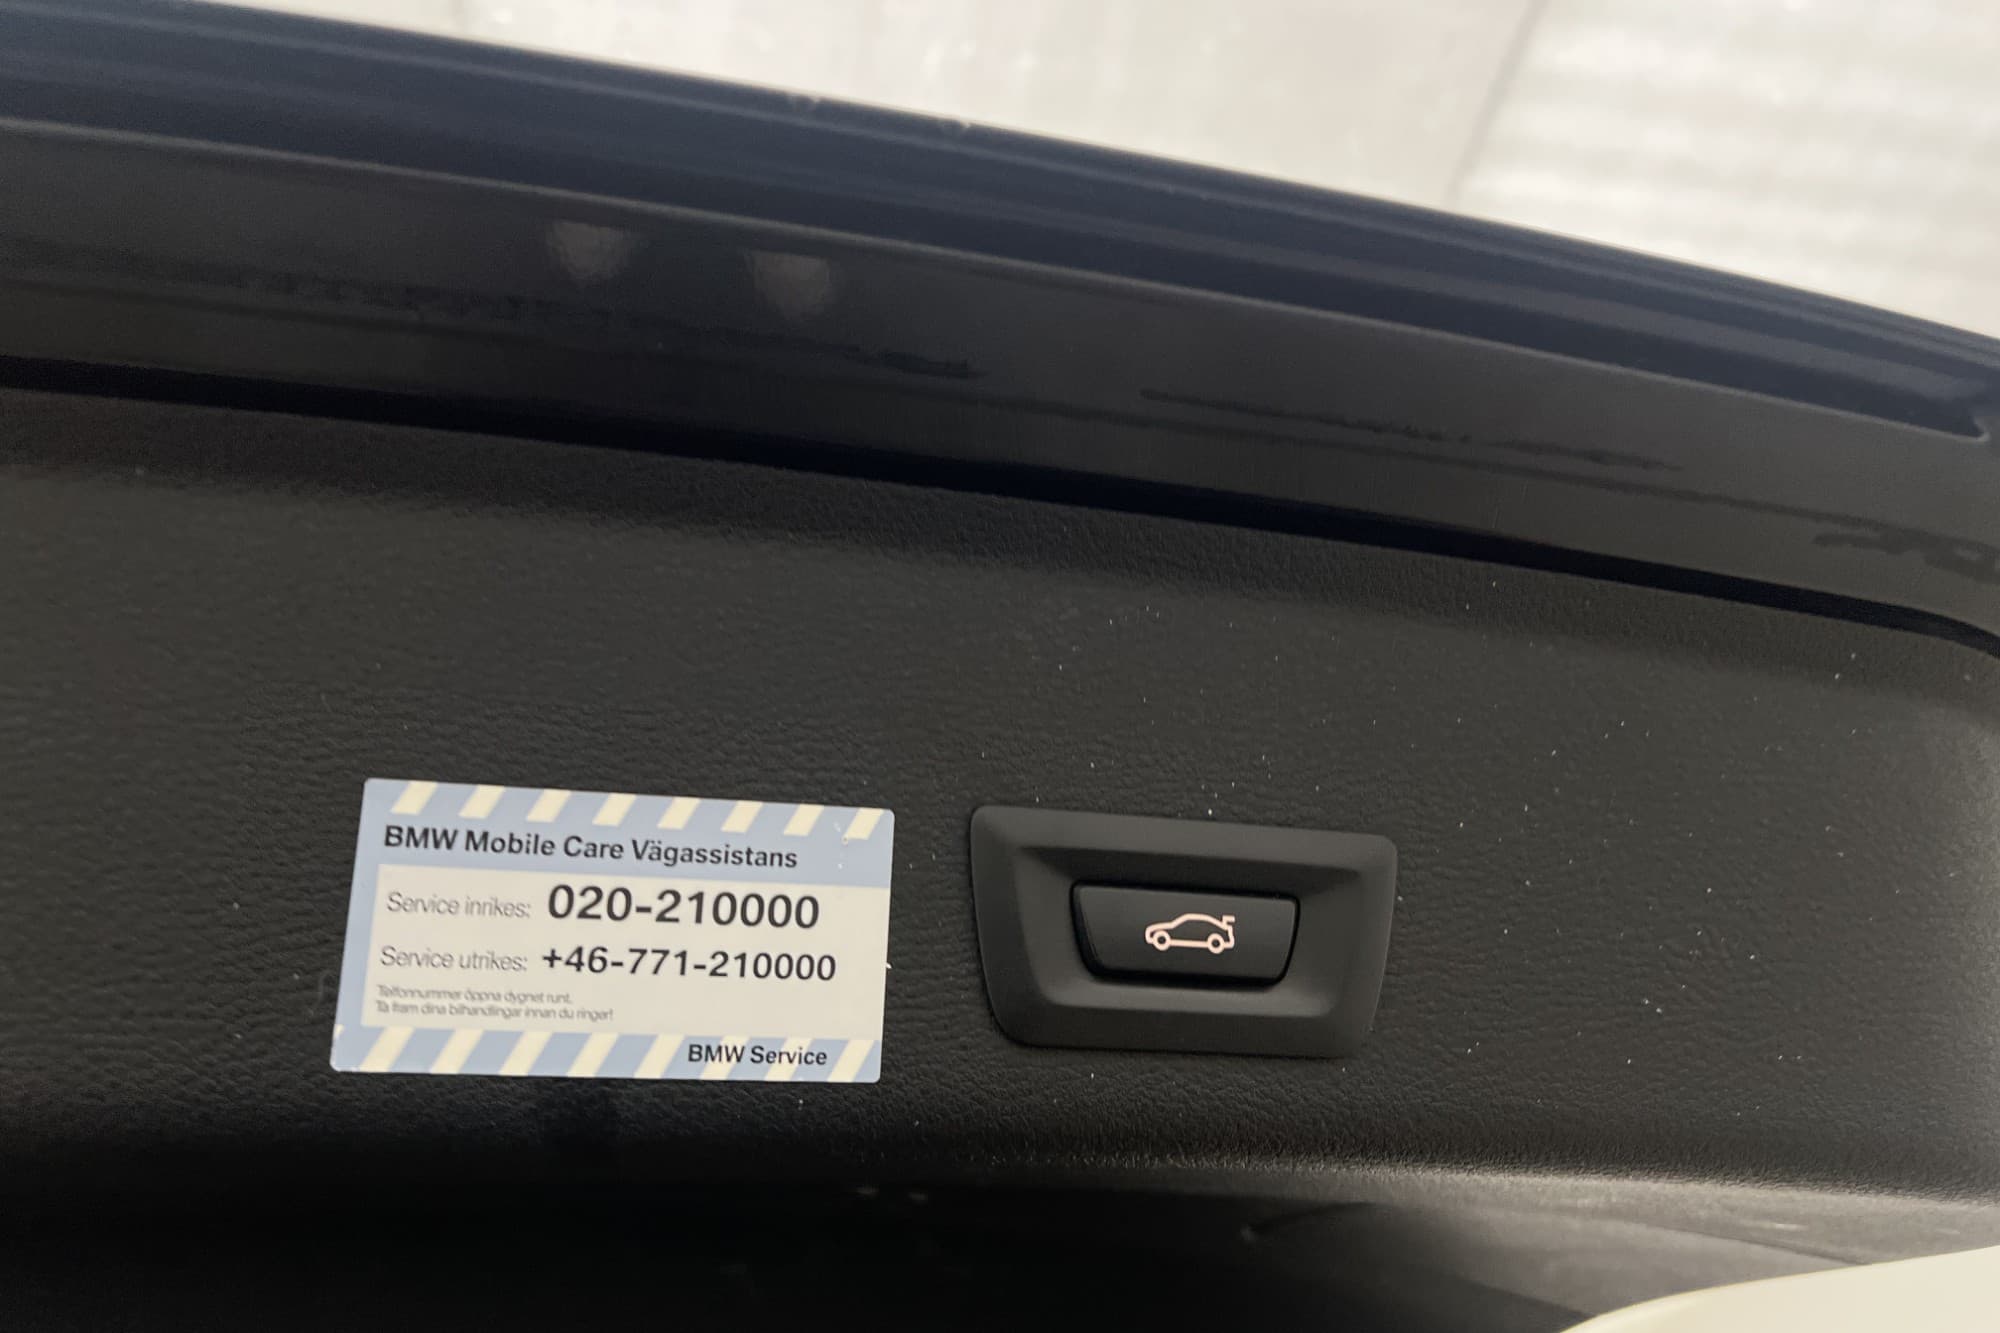 BMW Mobile Care Vägassistans
Service inrikes: 020-210000
Service utrikes: +46-771-210000
Telfonnummer öppna dygnet runt.
Ta fram dina bilhandlingar innan du ringer!
BMW Service